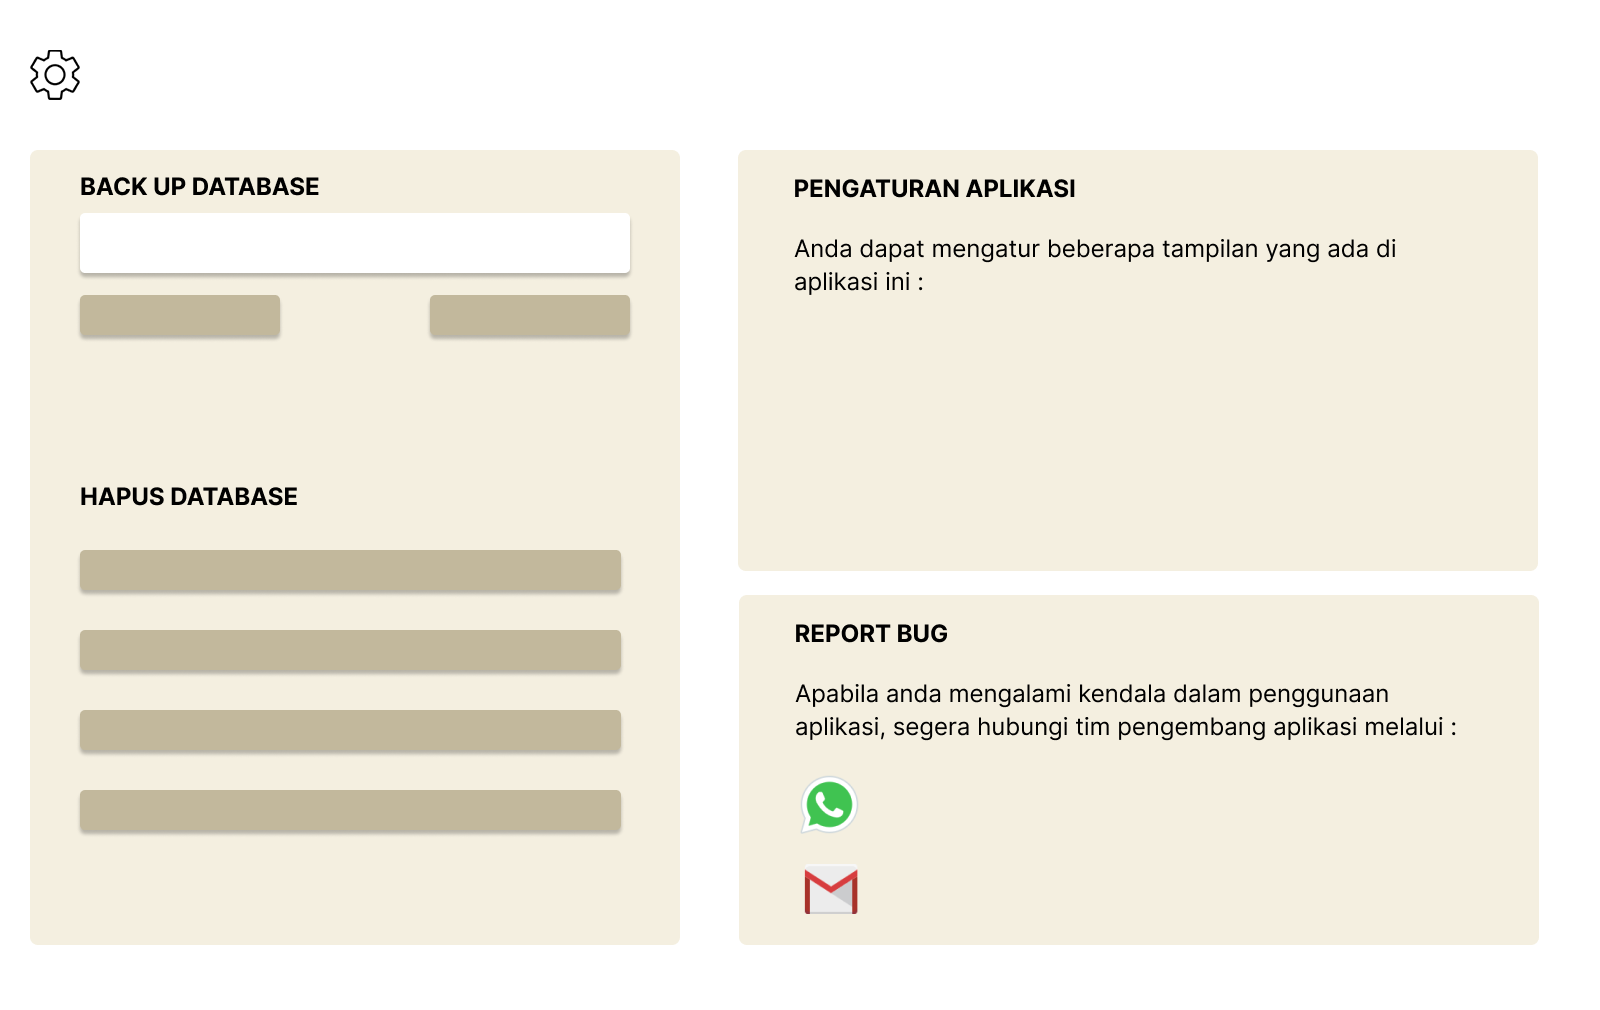 BACK UP DATABASE
HAPUS DATABASE
PENGATURAN APLIKASI
Anda dapat mengatur beberapa tampilan yang ada di
aplikasi ini :
REPORT BUG
Apabila anda mengalami kendala dalam penggunaan
aplikasi, segera hubungi tim pengembang aplikasi melalui :